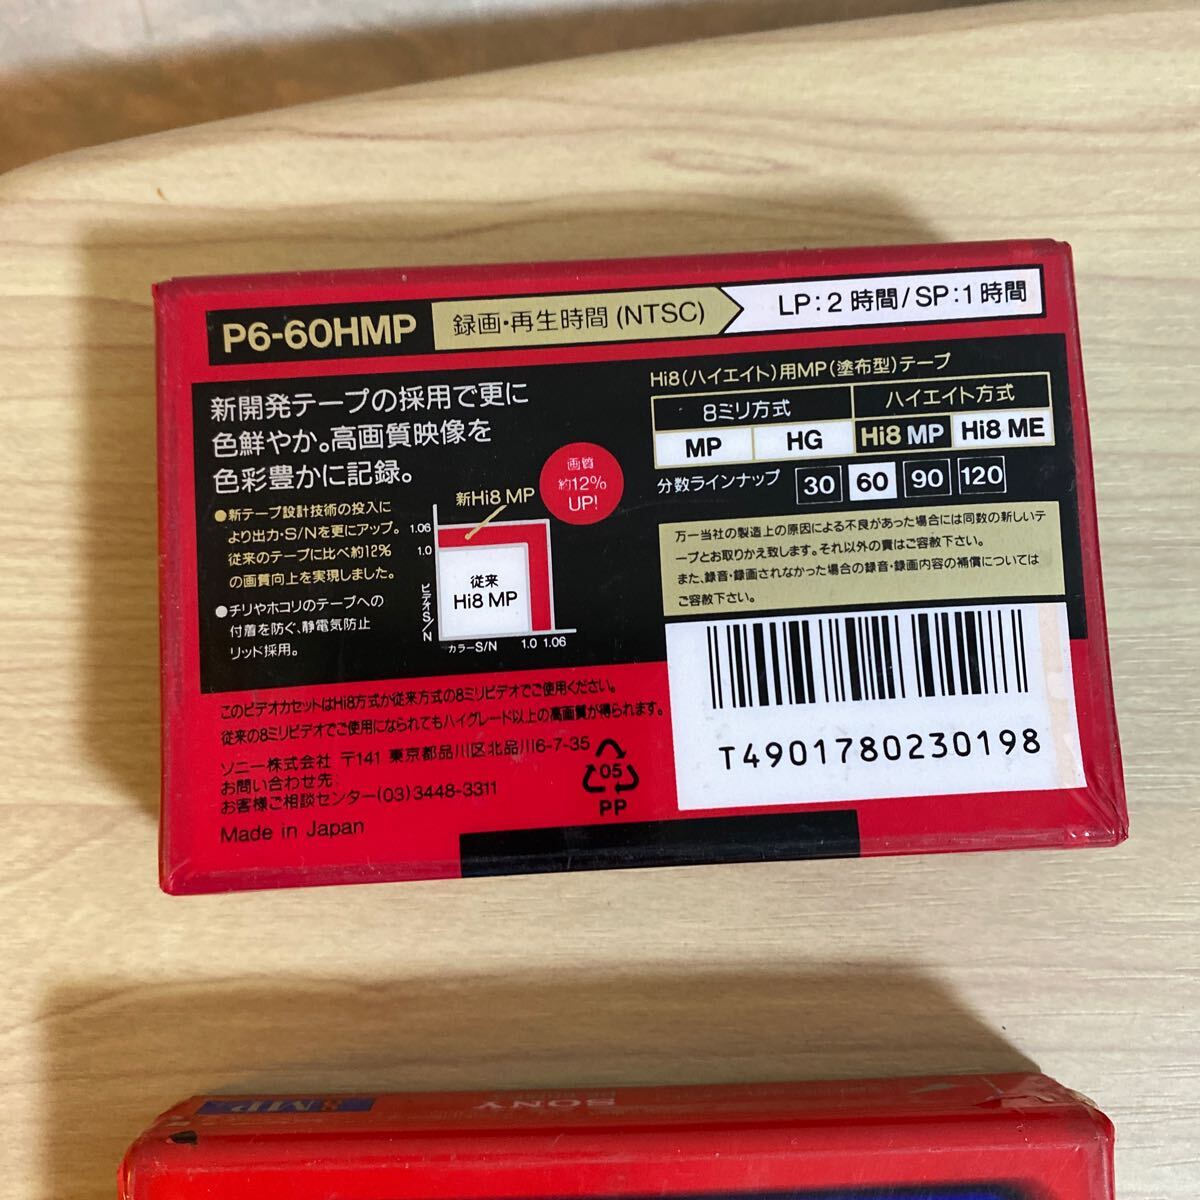 P6-60HMP
録画・再生時間(NTSC)
LP:2時間/SP:1時間
新開発テープの採用で更に
色鮮やか。高画質映像を
色彩豊かに記録。
●新テープ設計技術の投入に
より出力・S/Nを更にアップ。
従来のテープに比べ約12%
の画質向上を実現しました。
●チリやホコリのテープへの
付着を防ぐ、静電気防止
リッド採用。
画質
約12%
UP!
新Hi8 MP
1.06
1.0
従来
Hi8 MP
ビデオS/N
カラーS/N 1.0 1.06
Hi8(ハイエイト)用MP(塗布型)テープ
8ミリ方式 ハイエイト方式
MP HG Hi8 MP Hi8 ME
分数ラインナップ 30 60 90 120
万一当社の製造上の原因による不良があった場合には同数の新しいテ
ープとお取りかえ致します。それ以外の責はご容赦下さい。
また、録音・録画されなかった場合の録音・録画内容の補償については
ご容赦下さい。
このビデオカセットはHi8方式か従来方式の8ミリビデオでご使用ください。
従来の8ミリビデオでご使用になられてもハイグレード以上の高画質が得られます。
ソニー株式会社 〒141 東京都品川区北品川6-7-35
お問い合わせ先
お客様ご相談センター(03)3448-3311
Made in Japan
05
PP
T4901780230198
SONY
8MP